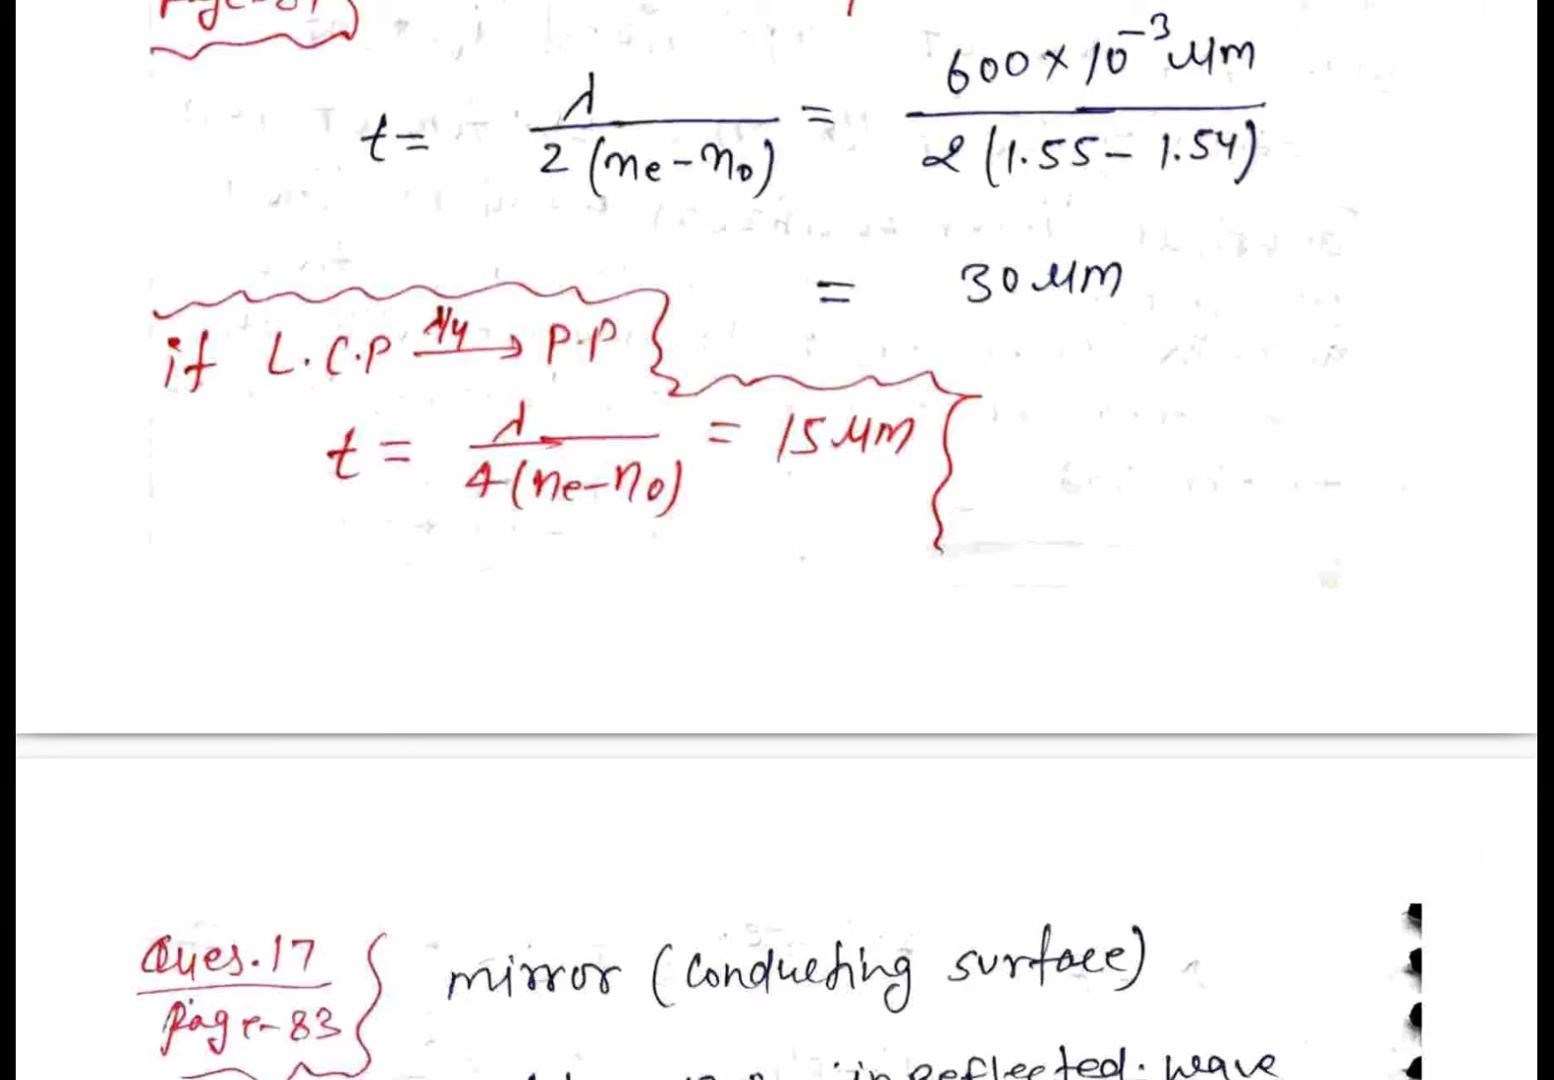 t = λ / 2 (ne - no) = 600 × 10⁻³ μm / 2 (1.55 - 1.54)
= 30 μm
if L.C.P λ/4 → P.P
t = λ / 4 (ne - no) = 15 μm
Ques.17
Page-83
mirror (conducting surface)
in reflected wave